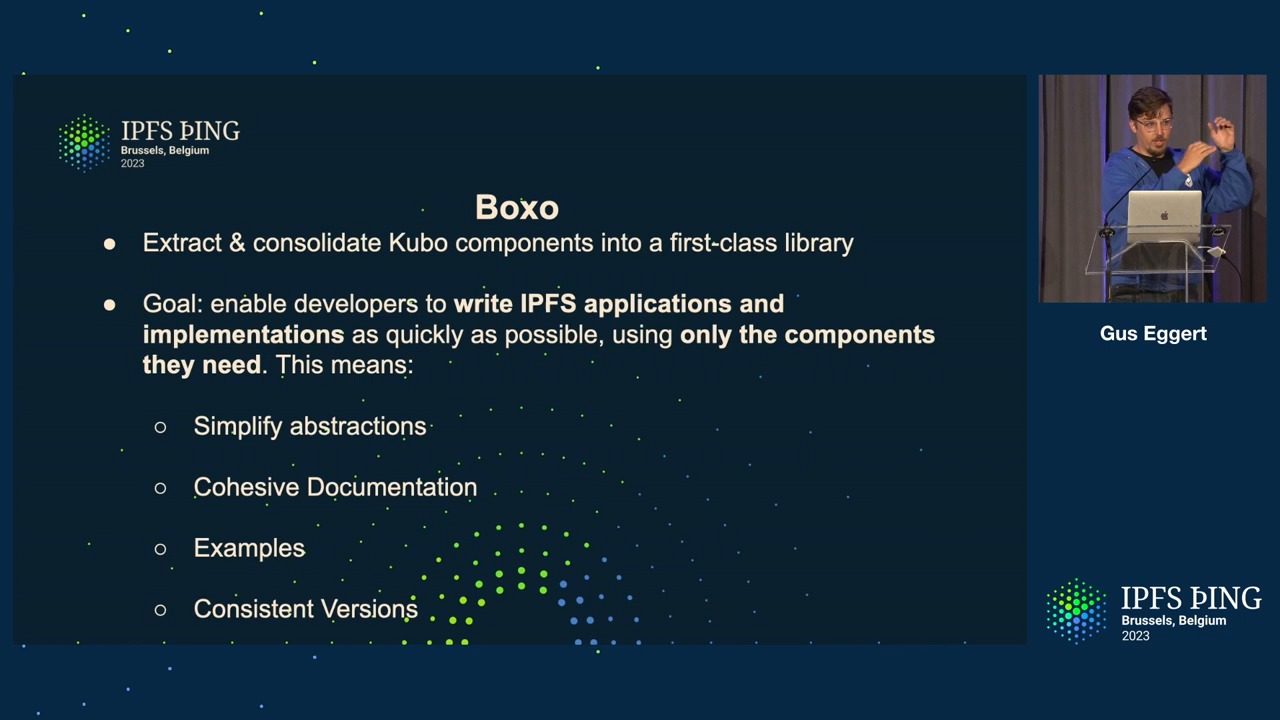 IPFS ÞING
Brussels, Belgium
2023
Boxo
● Extract & consolidate Kubo components into a first-class library
● Goal: enable developers to write IPFS applications and
implementations as quickly as possible, using only the components
they need. This means:
○ Simplify abstractions
○ Cohesive Documentation
○ Examples
○ Consistent Versions
Gus Eggert
IPFS ÞING
Brussels, Belgium
2023